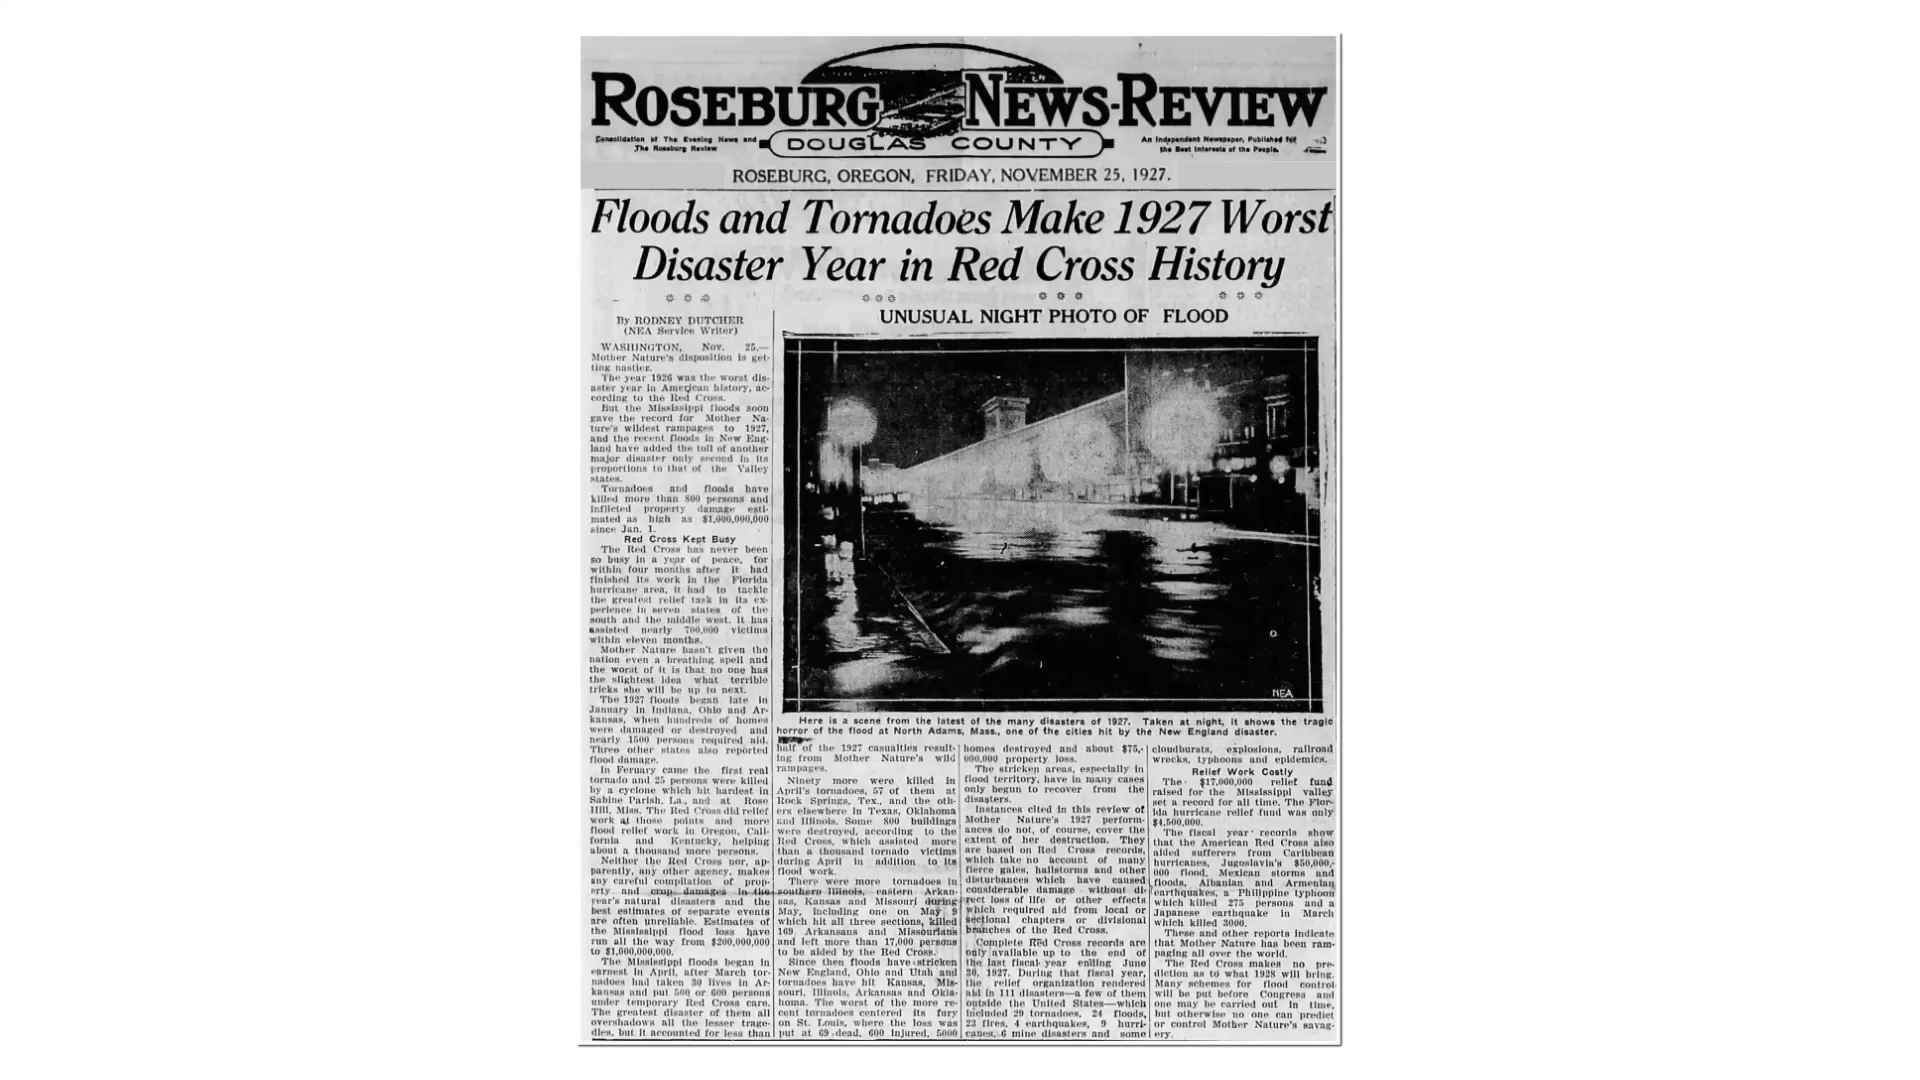 ROSEBURG NEWS-REVIEW
Consolidation of The Evening News and
The Roseburg Review
DOUGLAS COUNTY
An Independent Newspaper, Published for
the Best Interests of the People.
ROSEBURG, OREGON, FRIDAY, NOVEMBER 25, 1927.
Floods and Tornadoes Make 1927 Worst
Disaster Year in Red Cross History
By RODNEY DUTCHER
(NEA Service Writer)
WASHINGTON, Nov. 25,—
Mother Nature's disposition is get-
ting nastier.
The year 1926 was the worst dis-
aster year in American history, ac-
cording to the Red Cross.
But the Mississippi floods soon
gave the record for Mother Na-
ture's wildest rampages to 1927,
and the recent floods in New Eng-
land have added the toll of another
major disaster only second in its
proportions to that of the Valley
states.
Tornadoes and floods have
killed more than 800 persons and
inflicted property damage esti-
mated as high as $1,000,000,000
since Jan. 1.
Red Cross Kept Busy
The Red Cross has never been
so busy in a year of peace, for
within four months after it had
finished its work in the Florida
hurricane area, it had to tackle
the greatest relief task in its ex-
perience in seven states of the
south and the middle west. It has
assisted nearly 700,000 victims
within eleven months.
Mother Nature hasn't given the
nation even a breathing spell and
the worst of it is that no one has
the slightest idea what terrible
tricks she will be up to next.
The 1927 floods began late in
January in Indiana, Ohio and Ar-
kansas, when hundreds of homes
were damaged or destroyed and
nearly 1500 persons required aid.
Three other states also reported
flood damage.
In Feruary came the first real
tornado and 25 persons were killed
by a cyclone which hit hardest in
Sabine Parish, La., and at Rose
Hill, Miss. The Red Cross did relief
work at those points and more
flood relief work in Oregon, Cali-
fornia and Kentucky, helping
about a thousand more persons.
Neither the Red Cross nor, ap-
parently, any other agency, makes
any careful compilation of prop-
erty and crop damages in the
year's natural disasters and the
best estimates of separate events
are often unreliable. Estimates of
the Mississippi flood loss have
run all the way from $200,000,000
to $1,000,000,000.
The Mississippi floods began in
earnest in April, after March tor-
nadoes had taken 30 lives in Ar-
kansas and put 500 or 600 persons
under temporary Red Cross care.
The greatest disaster of them all
overshadows all the lesser trage-
dies, but it accounted for less than
UNUSUAL NIGHT PHOTO OF FLOOD
NEA
Here is a scene from the latest of the many disasters of 1927. Taken at night, it shows the tragic
horror of the flood at North Adams, Mass., one of the cities hit by the New England disaster.
half of the 1927 casualties result-
ing from Mother Nature's wild
rampages.
Ninety more were killed in
April's tornadoes, 57 of them at
Rock Springs, Tex., and the oth-
ers elsewhere in Texas, Oklahoma
and Illinois. Some 800 buildings
were destroyed, according to the
Red Cross, which assisted more
than a thousand tornado victims
during April in addition to its
flood work.
There were more tornadoes in
southern Illinois, eastern Arkan-
sas, Kansas and Missouri during
May, including one on May 9
which hit all three sections, killed
169 Arkansans and Missourians
and left more than 17,000 persons
to be aided by the Red Cross.
Since then floods have stricken
New England, Ohio and Utah and
tornadoes have hit Kansas, Mis-
souri, Illinois, Arkansas and Okla-
homa. The worst of the more re-
cent tornadoes centered its fury
on St. Louis, where the loss was
put at 69 dead, 600 injured, 5000
homes destroyed and about $75,-
000,000 property loss.
The stricken areas, especially in
flood territory, have in many cases
only begun to recover from the
disasters.
Instances cited in this review of
Mother Nature's 1927 perform-
ances do not, of course, cover the
extent of her destruction. They
are based on Red Cross records,
which take no account of many
fierce gales, hailstorms and other
disturbances which have caused
considerable damage without di-
rect loss of life or other effects
which required aid from local or
sectional chapters or divisional
branches of the Red Cross.
Complete Red Cross records are
only available up to the end of
the last fiscal year ending June
30, 1927. During that fiscal year,
the relief organization rendered
aid in 111 disasters—a few of them
outside the United States—which
included 29 tornadoes, 24 floods,
23 fires, 4 earthquakes, 9 hurri-
canes, 6 mine disasters and some
cloudbursts, explosions, railroad
wrecks, typhoons and epidemics.
Relief Work Costly
The $17,000,000 relief fund
raised for the Mississippi valley
set a record for all time. The Flor-
ida hurricane relief fund was only
$4,500,000.
The fiscal year records show
that the American Red Cross also
aided sufferers from Caribbean
hurricanes, Jugoslavia's $50,000,-
000 flood, Mexican storms and
floods, Albanian and Armenian
earthquakes, a Philippine typhoon
which killed 275 persons and a
Japanese earthquake in March
which killed 3000.
These and other reports indicate
that Mother Nature has been ram-
paging all over the world.
The Red Cross makes no pre-
diction as to what 1928 will bring.
Many schemes for flood control
will be put before Congress and
one may be carried out in time,
but otherwise no one can predict
or control Mother Nature's savag-
ery.